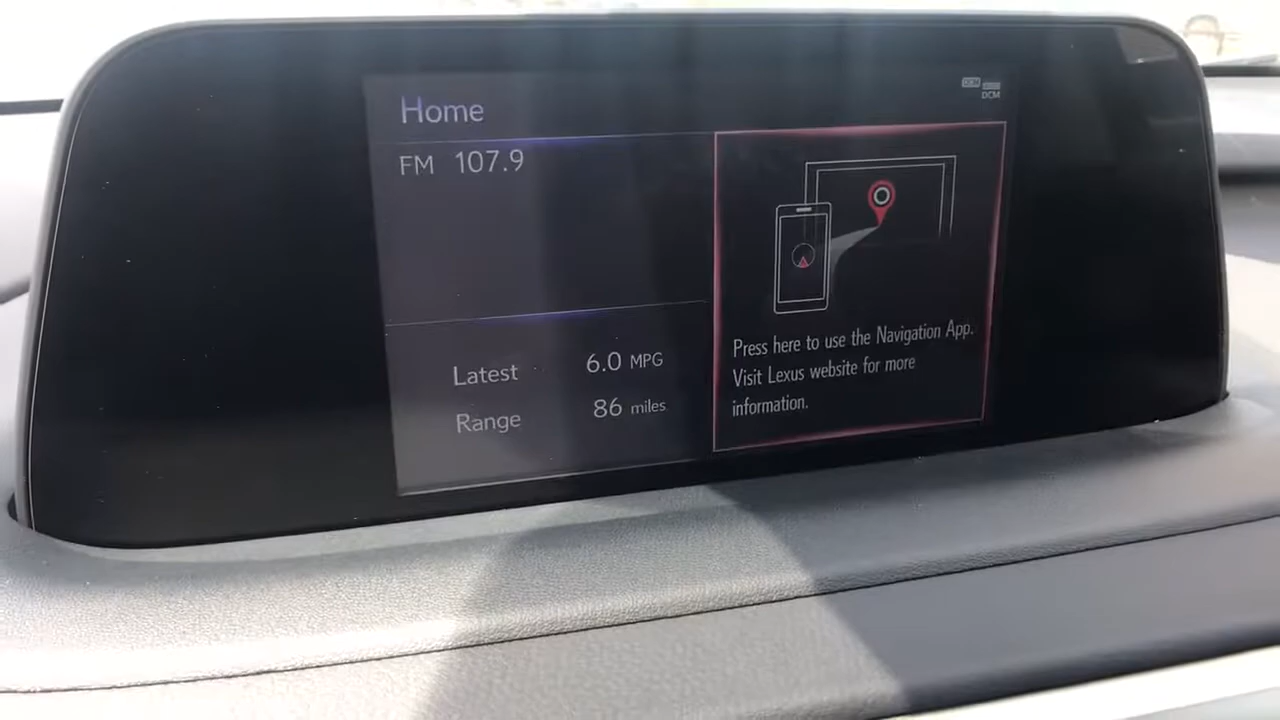 Home
DCM
DCM
FM 107.9
Latest 6.0 MPG
Range 86 miles
Press here to use the Navigation App.
Visit Lexus website for more
information.